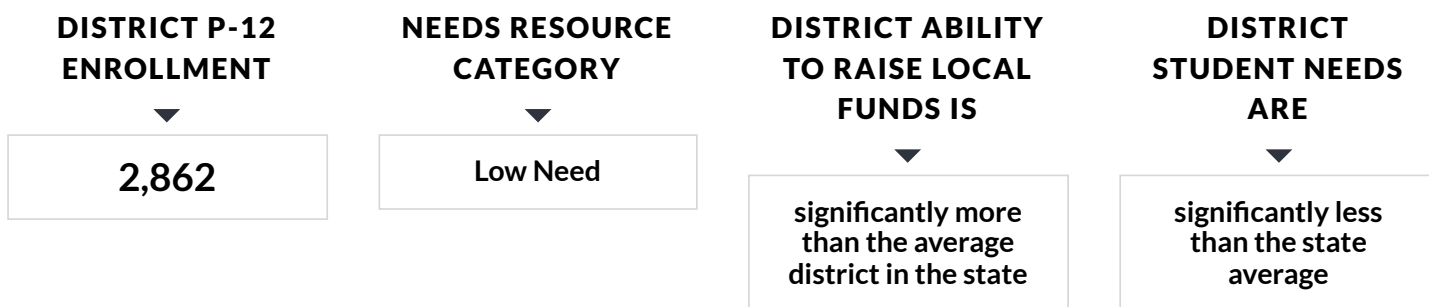 DISTRICT P-12
ENROLLMENT
2,862
NEEDS RESOURCE
CATEGORY
Low Need
DISTRICT ABILITY
TO RAISE LOCAL
FUNDS IS
significantly more
than the average
district in the state
DISTRICT
STUDENT NEEDS
ARE
significantly less
than the state
average